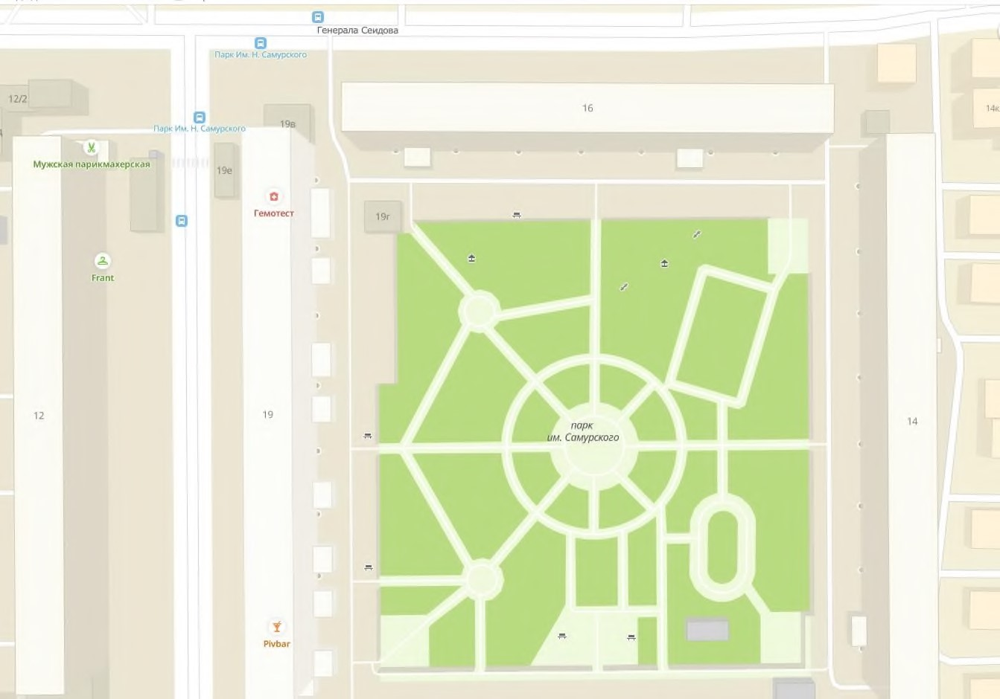 Генерала Сеидова
Парк Им. Н. Самурского
12/2
16
14к
19в
Парк Им. Н. Самурского
Мужская парикмахерская
19е
Гемотест
19г
Frant
12
19
14
парк
им. Самурского
Pivbar